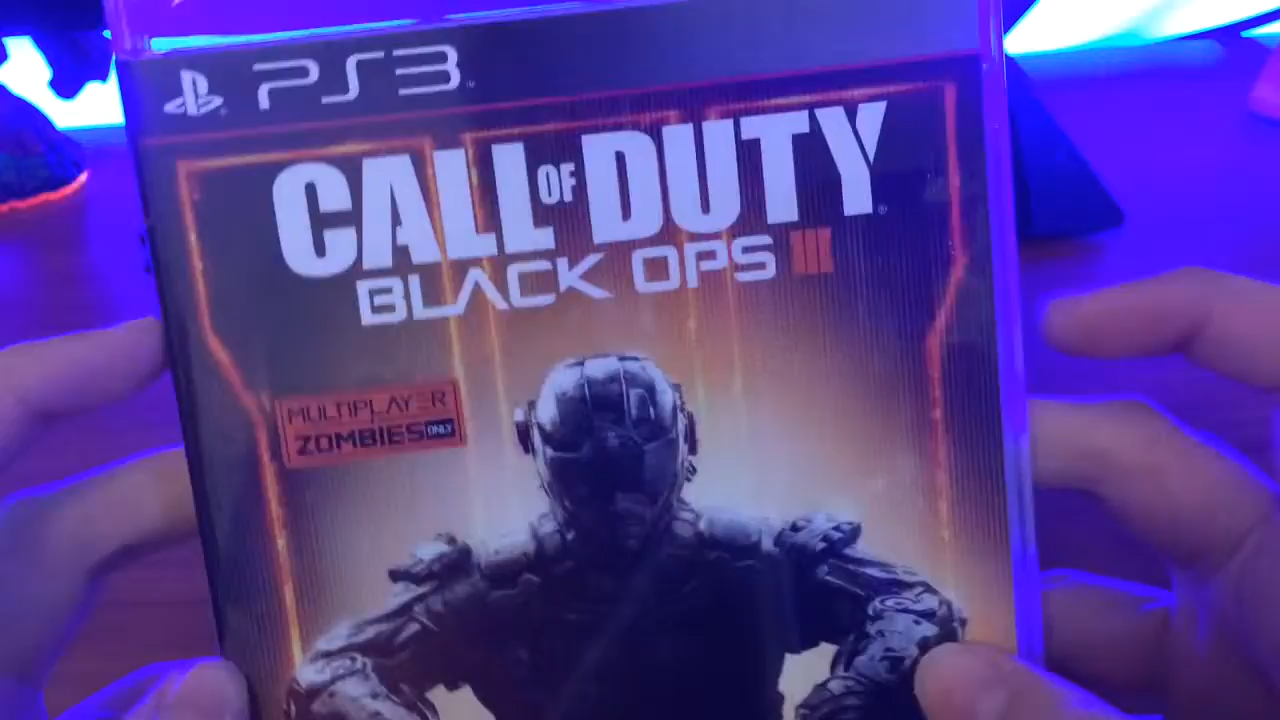 PS3
CALL OF DUTY
BLACK OPS III
MULTIPLAYER
ZOMBIES ONLY